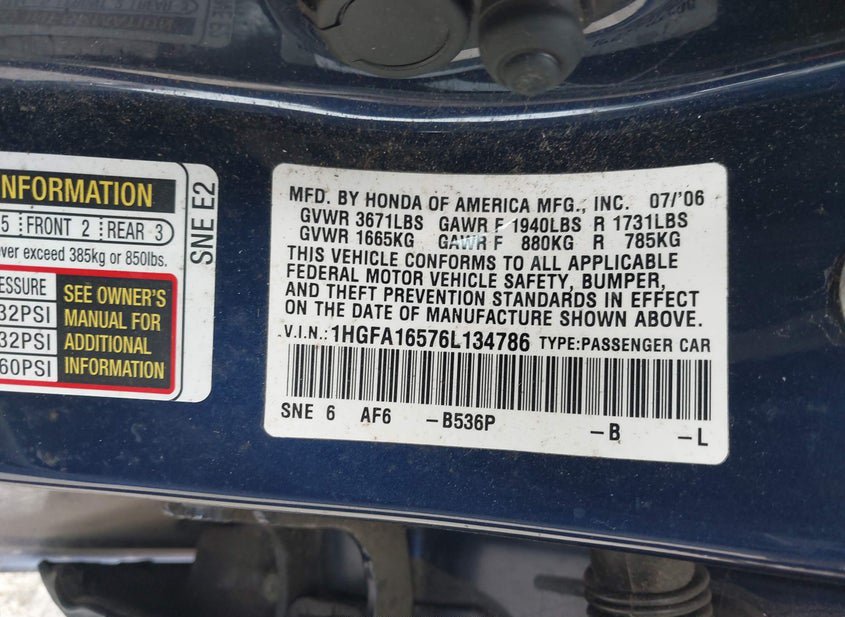 NFORMATION
5 FRONT 2 REAR 3
ver exceed 385kg or 850lbs.
ESSURE
32PSI
32PSI
60PSI
SEE OWNER'S
MANUAL FOR
ADDITIONAL
INFORMATION
SNE E2
MFD. BY HONDA OF AMERICA MFG., INC. 07/'06
GVWR 3671LBS GAWR F 1940LBS R 1731LBS
GVWR 1665KG GAWR F 880KG R 785KG
THIS VEHICLE CONFORMS TO ALL APPLICABLE
FEDERAL MOTOR VEHICLE SAFETY, BUMPER,
AND THEFT PREVENTION STANDARDS IN EFFECT
ON THE DATE OF MANUFACTURE SHOWN ABOVE.
V.I.N.: 1HGFA16576L134786 TYPE:PASSENGER CAR
SNE 6 AF6 -B536P -B -L